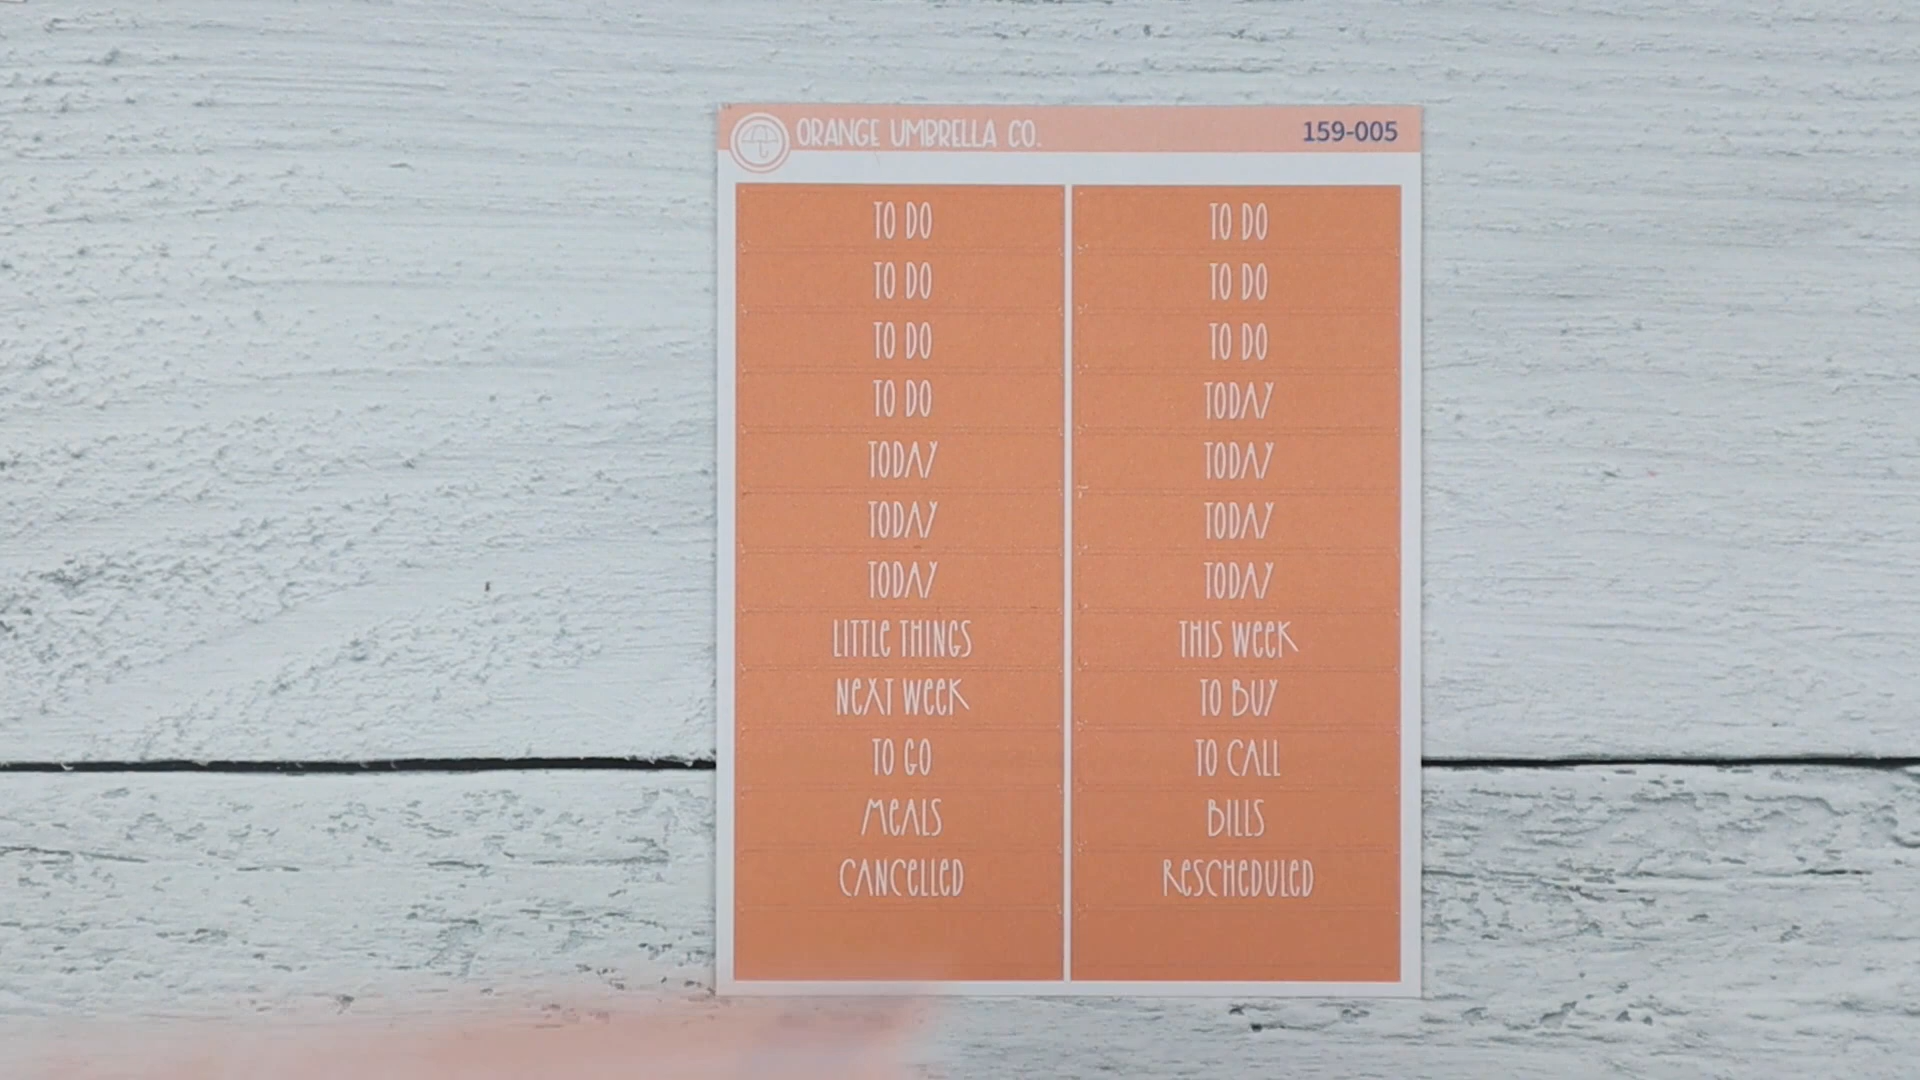 ORANGE UMBRELLA CO.
159-005
TO DO
TO DO
TO DO
TO DO
TODAY
TODAY
TODAY
LITTLE THINGS
NEXT WEEK
TO GO
MEALS
CANCELLED
TO DO
TO DO
TO DO
TODAY
TODAY
TODAY
TODAY
THIS WEEK
TO BUY
TO CALL
BILLS
RESCHEDULED